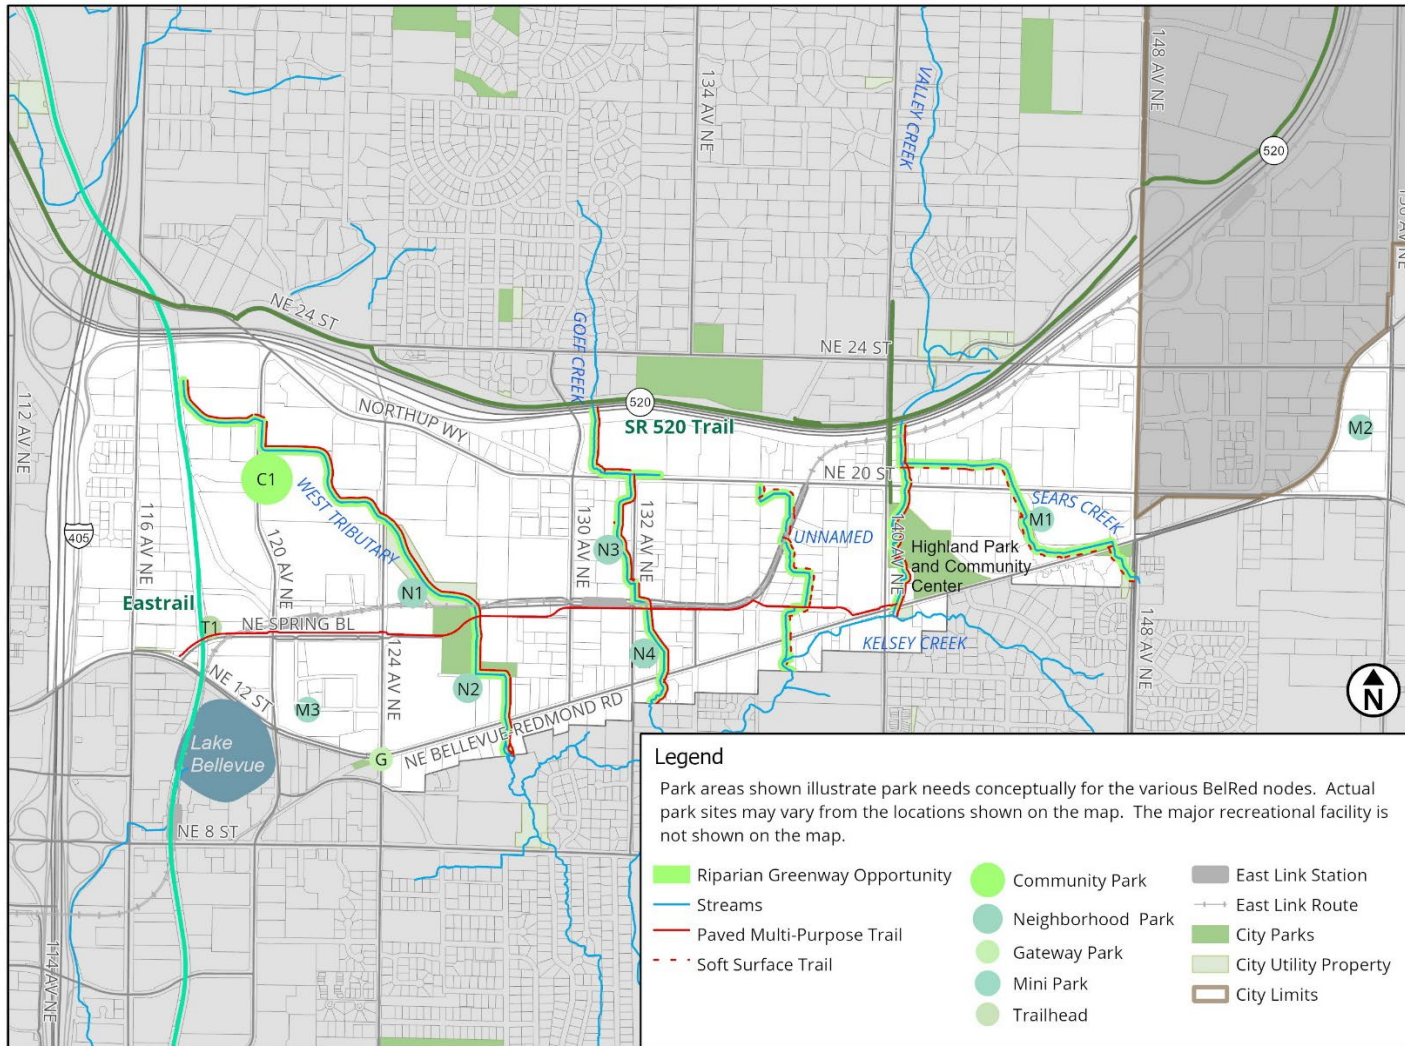 148 AV NE
134 AV NE
VALLEY CREEK
520
NE 24 ST
GOFF CREEK
NE 24 ST
112 AV NE
NORTHUP WY
520
SR 520 Trail
M2
C1
NE 20 ST
WEST TRIBUTARY
116 AV NE
405
120 AV NE
130 AV NE
132 AV NE
N3
UNNAMED
140 AV NE
M1
SEARS CREEK
Highland Park
and Community
Center
Eastrail
N1
T1
NE SPRING BL
124 AV NE
N4
KELSEY CREEK
148 AV NE
NE 12 ST
M3
N2
N
NE BELLEVUE-REDMOND RD
Lake
Bellevue
G
NE 8 ST
114 AV NE
Legend
Park areas shown illustrate park needs conceptually for the various BelRed nodes. Actual
park sites may vary from the locations shown on the map. The major recreational facility is
not shown on the map.
Riparian Greenway Opportunity
Streams
Paved Multi-Purpose Trail
Soft Surface Trail
Community Park
Neighborhood Park
Gateway Park
Mini Park
Trailhead
East Link Station
East Link Route
City Parks
City Utility Property
City Limits